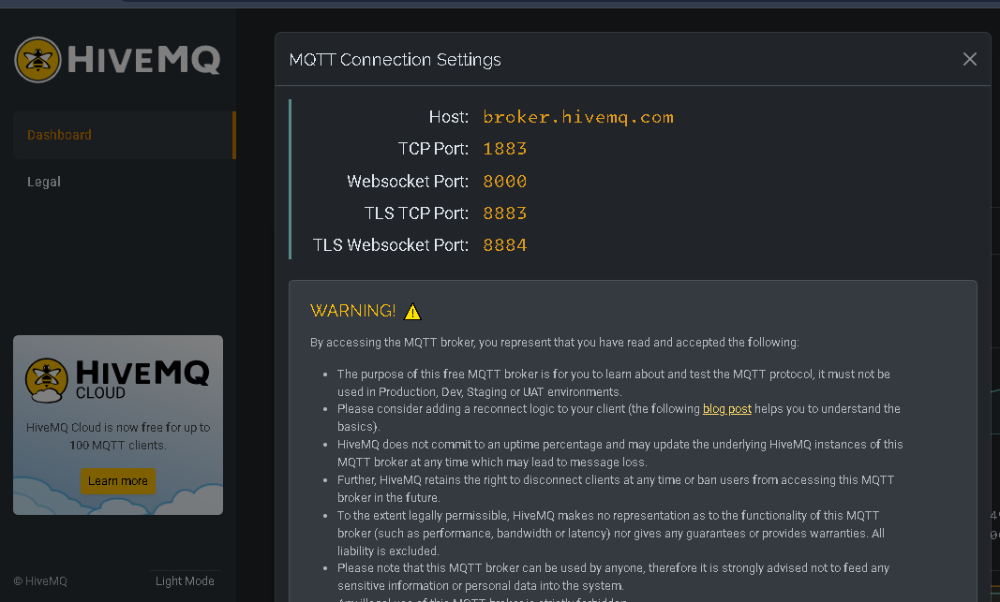 HIVEMQ
Dashboard
Legal
HIVEMQ
CLOUD
HiveMQ Cloud is now free for up to
100 MQTT clients.
Learn more
© HiveMQ
Light Mode
MQTT Connection Settings
Host: broker.hivemq.com
TCP Port: 1883
Websocket Port: 8000
TLS TCP Port: 8883
TLS Websocket Port: 8884
WARNING!
By accessing the MQTT broker, you represent that you have read and accepted the following:
• The purpose of this free MQTT broker is for you to learn about and test the MQTT protocol, it must not be
used in Production, Dev, Staging or UAT environments.
• Please consider adding a reconnect logic to your client (the following blog post helps you to understand the
basics).
• HiveMQ does not commit to an uptime percentage and may update the underlying HiveMQ instances of this
MQTT broker at any time which may lead to message loss.
• Further, HiveMQ retains the right to disconnect clients at any time or ban users from accessing this MQTT
broker in the future.
• To the extent legally permissible, HiveMQ makes no representation as to the functionality of this MQTT
broker (such as performance, bandwidth or latency) nor gives any guarantees or provides warranties. All
liability is excluded.
• Please note that this MQTT broker can be used by anyone, therefore it is strongly advised not to feed any
sensitive information or personal data into the system.